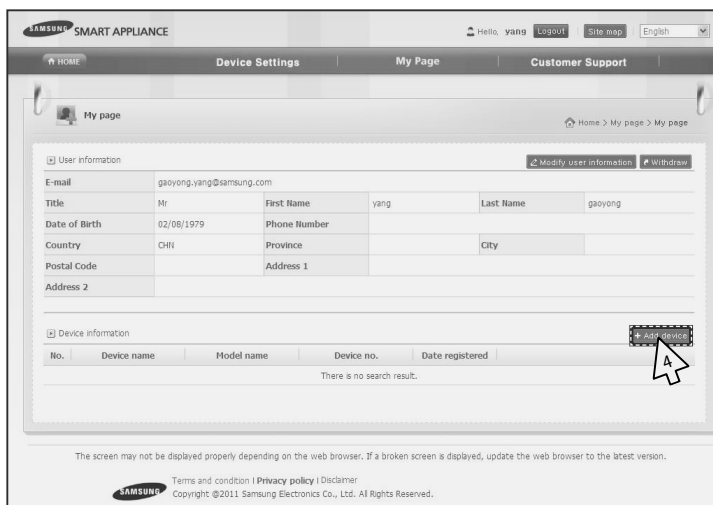 SAMSUNG SMART APPLIANCE Hello, yang Logout Site map English
HOME Device Settings My Page Customer Support
My page
Home > My page > My page
User information Modify user information Withdraw
E-mail gaoyong.yang@samsung.com
Title Mr First Name yang Last Name gaoyong
Date of Birth 02/08/1979 Phone Number
Country CHN Province City
Postal Code Address 1
Address 2
Device information + Add device
4
No. Device name Model name Device no. Date registered
There is no search result.
The screen may not be displayed properly depending on the web browser. If a broken screen is displayed, update the web browser to the latest version.
Terms and condition | Privacy policy | Disclaimer
SAMSUNG Copyright @2011 Samsung Electronics Co., Ltd. All Rights Reserved.